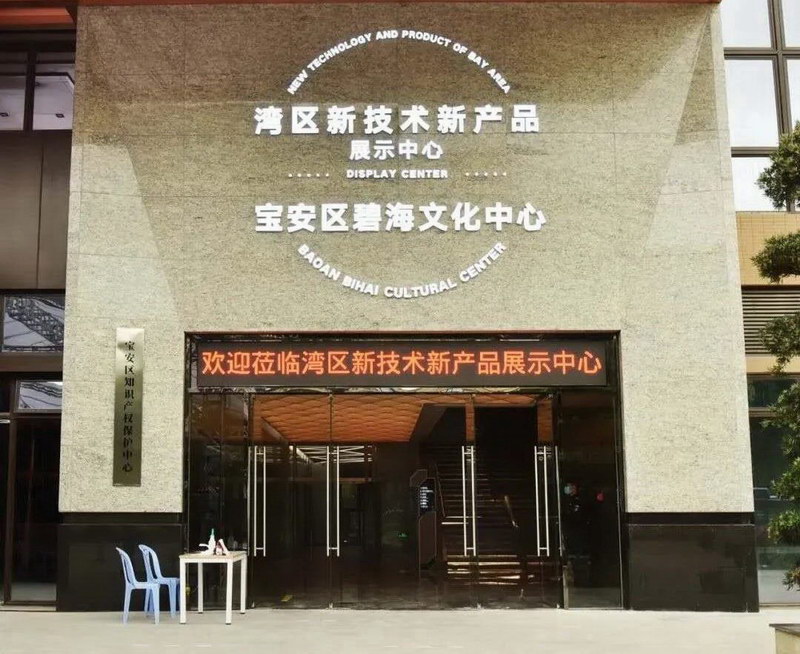 NEW TECHNOLOGY AND PRODUCT OF BAY AREA
湾区新技术新产品
展示中心
DISPLAY CENTER
宝安区碧海文化中心
BAOAN BIHAI CULTURAL CENTER
欢迎莅临湾区新技术新产品展示中心
宝安区知识产权保护中心